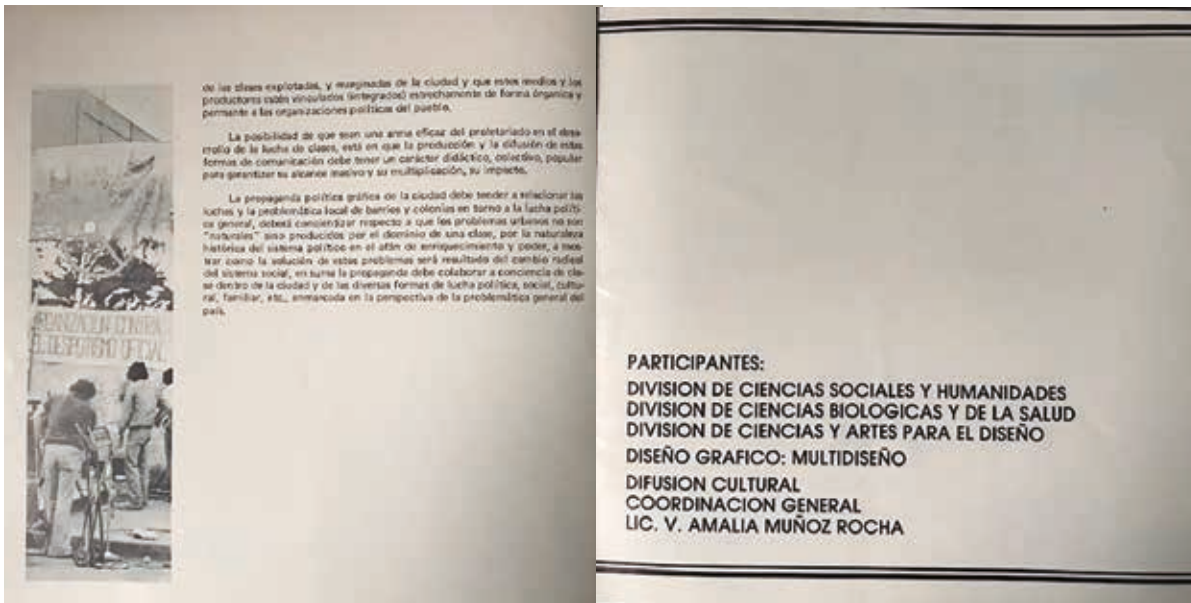 de las clases explotadas, y marginadas de la ciudad y que estos medios y los
productores estén vinculados (integrados) estrechamente de forma órganica y
permante a las organizaciones políticas del pueblo.
La posibilidad de que sean una arma eficaz del proletariado en el desa-
rrollo de la lucha de clases, está en que la producción y la difusión de estas
formas de comunicación debe tener un carácter didáctico, colectivo, popular
para garantizar su alcance masivo y su multiplicación, su impacto.
La propaganda política gráfica de la ciudad debe tender a relacionar las
luchas y la problemática local de barrios y colonias en torno a la lucha políti-
ca general, deberá concientizar respecto a que los problemas urbanos no son
"naturales" sino producidos por el dominio de una clase, por la naturaleza
histórica del sistema político en el afán de enriquecimiento y poder, a mos-
trar como la solución de estos problemas será resultado del cambio radical
del sistema social, en suma la propaganda debe colaborar a conciencia de cla-
se dentro de la ciudad y de las diversas formas de lucha política, social, cultu-
ral, familiar, etc., enmarcada en la perspectiva de la problemática general del
país.
ORGANIZACION CONTRA
EL DESPOTISMO OFICIAL
PARTICIPANTES:
DIVISION DE CIENCIAS SOCIALES Y HUMANIDADES
DIVISION DE CIENCIAS BIOLOGICAS Y DE LA SALUD
DIVISION DE CIENCIAS Y ARTES PARA EL DISEÑO
DISEÑO GRAFICO: MULTIDISEÑO
DIFUSION CULTURAL
COORDINACION GENERAL
LIC. V. AMALIA MUÑOZ ROCHA